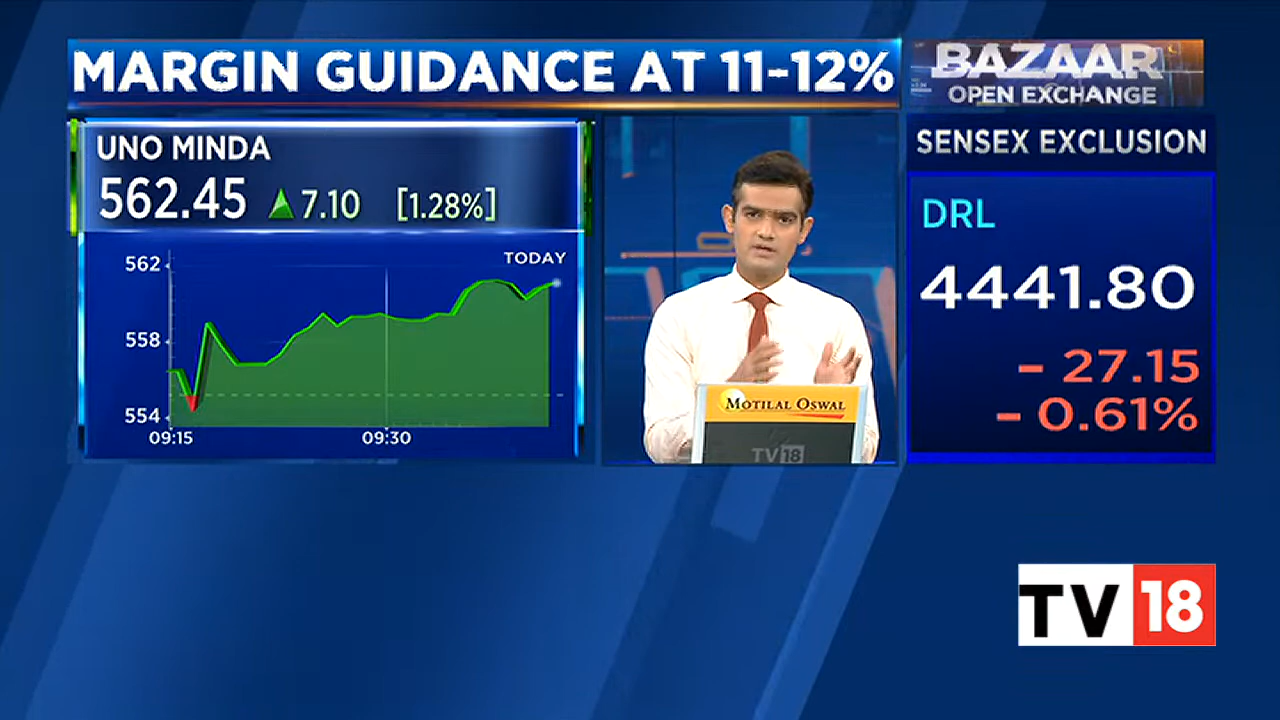 MARGIN GUIDANCE AT 11-12%
BAZAAR
OPEN EXCHANGE
UNO MINDA
562.45 ▲ 7.10 [1.28%]
TODAY
562
558
554
09:15 09:30
SENSEX EXCLUSION
DRL
4441.80
- 27.15
- 0.61%
MOTILAL OSWAL
TV18
TV18